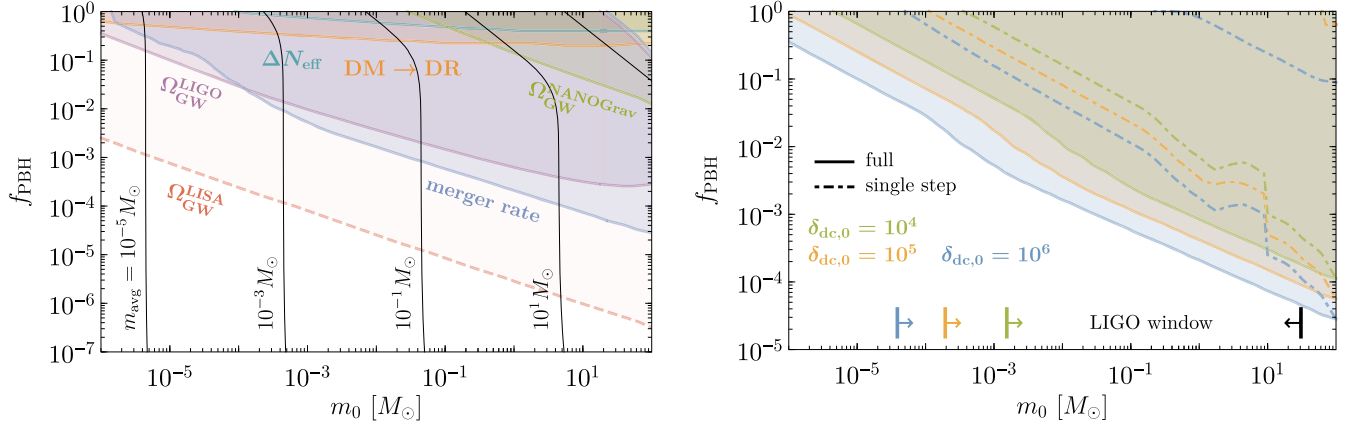 10^0
10^-1
10^-2
10^-3
10^-4
10^-5
10^-6
10^-7
f_PBH
ΔN_eff
DM → DR
Ω_GW^LIGO
Ω_GW^NANOGrav
Ω_GW^LISA
merger rate
m_avg = 10^-5 M_⊙
10^-3 M_⊙
10^-1 M_⊙
10^1 M_⊙
10^-5
10^-3
10^-1
10^1
m_0 [M_⊙]
10^0
10^-1
10^-2
10^-3
10^-4
10^-5
f_PBH
full
single step
δ_dc,0 = 10^4
δ_dc,0 = 10^5 δ_dc,0 = 10^6
LIGO window
10^-5
10^-3
10^-1
10^1
m_0 [M_⊙]